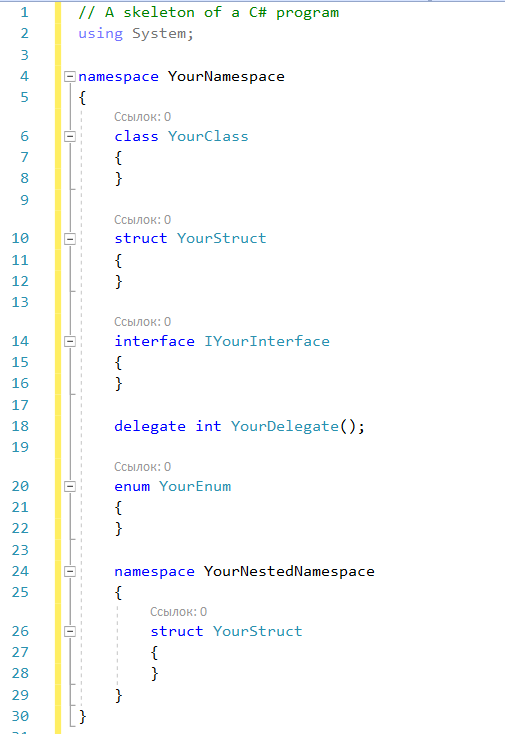 1 // A skeleton of a C# program
2 using System;
3
4 namespace YourNamespace
5 {
Ссылок: 0
6 class YourClass
7 {
8 }
9
Ссылок: 0
10 struct YourStruct
11 {
12 }
13
Ссылок: 0
14 interface IYourInterface
15 {
16 }
17
18 delegate int YourDelegate();
19
Ссылок: 0
20 enum YourEnum
21 {
22 }
23
24 namespace YourNestedNamespace
25 {
Ссылок: 0
26 struct YourStruct
27 {
28 }
29 }
30 }